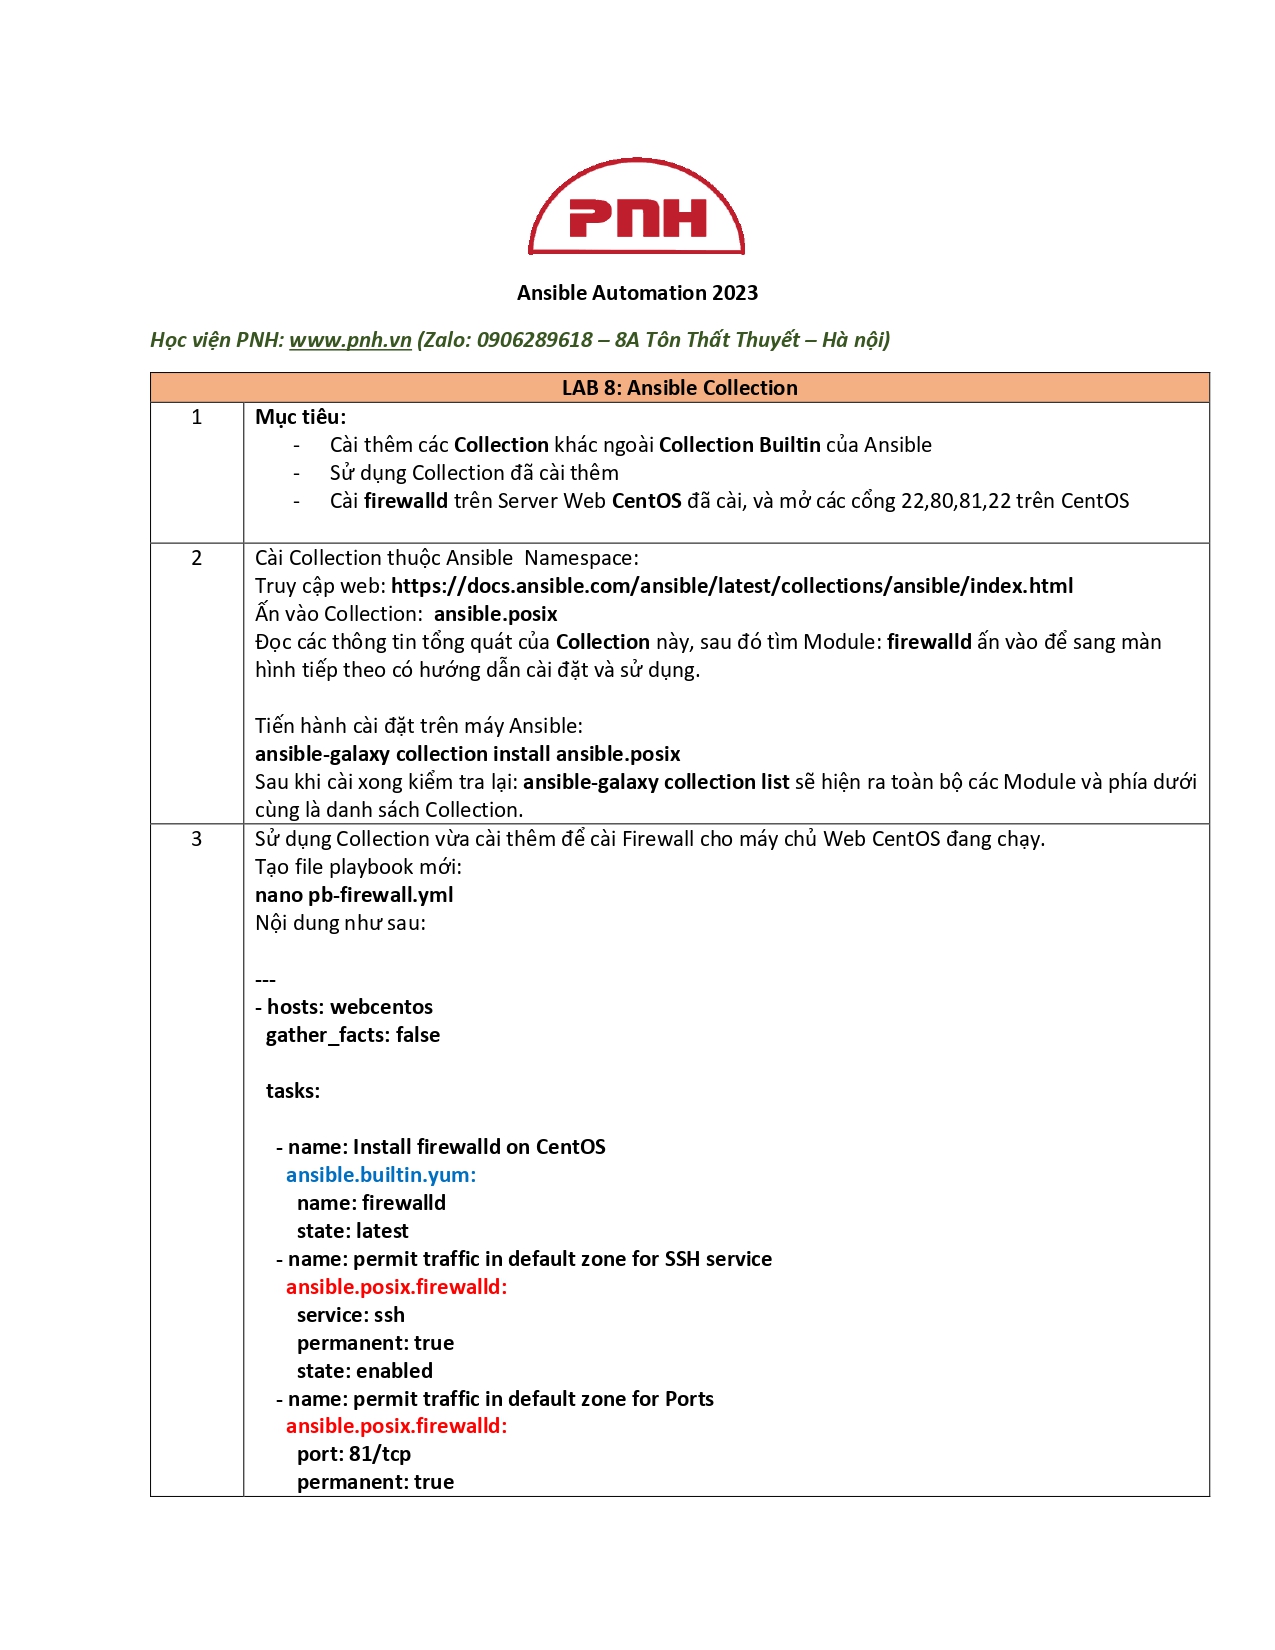 PNH
Ansible Automation 2023
Học viện PNH: www.pnh.vn (Zalo: 0906289618 – 8A Tôn Thất Thuyết – Hà nội)
LAB 8: Ansible Collection
1
Mục tiêu:
- Cài thêm các Collection khác ngoài Collection Builtin của Ansible
- Sử dụng Collection đã cài thêm
- Cài firewalld trên Server Web CentOS đã cài, và mở các cổng 22,80,81,22 trên CentOS
2
Cài Collection thuộc Ansible  Namespace:
Truy cập web: https://docs.ansible.com/ansible/latest/collections/ansible/index.html
Ấn vào Collection:  ansible.posix
Đọc các thông tin tổng quát của Collection này, sau đó tìm Module: firewalld ấn vào để sang màn
hình tiếp theo có hướng dẫn cài đặt và sử dụng.
Tiến hành cài đặt trên máy Ansible:
ansible-galaxy collection install ansible.posix
Sau khi cài xong kiểm tra lại: ansible-galaxy collection list sẽ hiện ra toàn bộ các Module và phía dưới
cùng là danh sách Collection.
3
Sử dụng Collection vừa cài thêm để cài Firewall cho máy chủ Web CentOS đang chạy.
Tạo file playbook mới:
nano pb-firewall.yml
Nội dung như sau:
---
- hosts: webcentos
  gather_facts: false
  tasks:
    - name: Install firewalld on CentOS
      ansible.builtin.yum:
        name: firewalld
        state: latest
    - name: permit traffic in default zone for SSH service
      ansible.posix.firewalld:
        service: ssh
        permanent: true
        state: enabled
    - name: permit traffic in default zone for Ports
      ansible.posix.firewalld:
        port: 81/tcp
        permanent: true